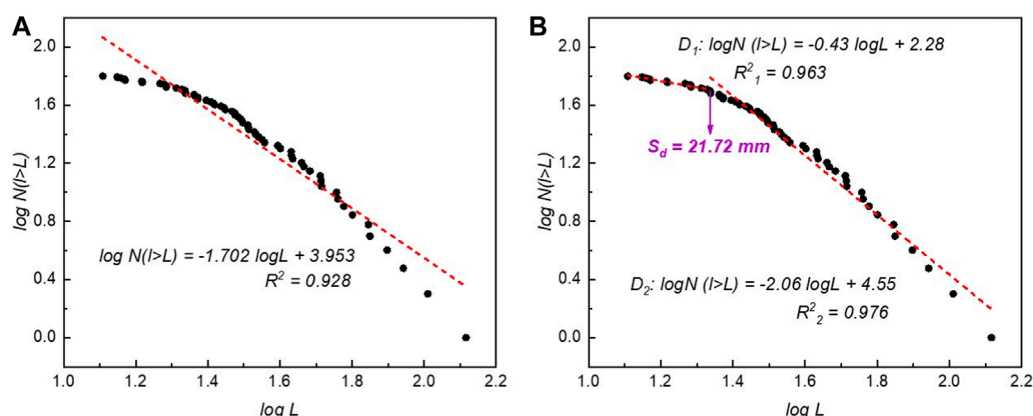 A
log N(l>L)
2.0
1.6
1.2
0.8
0.4
0.0
log N(l>L) = -1.702 logL + 3.953
R² = 0.928
1.0 1.2 1.4 1.6 1.8 2.0 2.2
log L
B
log N(l>L)
2.0
1.6
1.2
0.8
0.4
0.0
D₁: logN (l>L) = -0.43 logL + 2.28
R²₁ = 0.963
S_d = 21.72 mm
D₂: logN (l>L) = -2.06 logL + 4.55
R²₂ = 0.976
1.0 1.2 1.4 1.6 1.8 2.0 2.2
log L